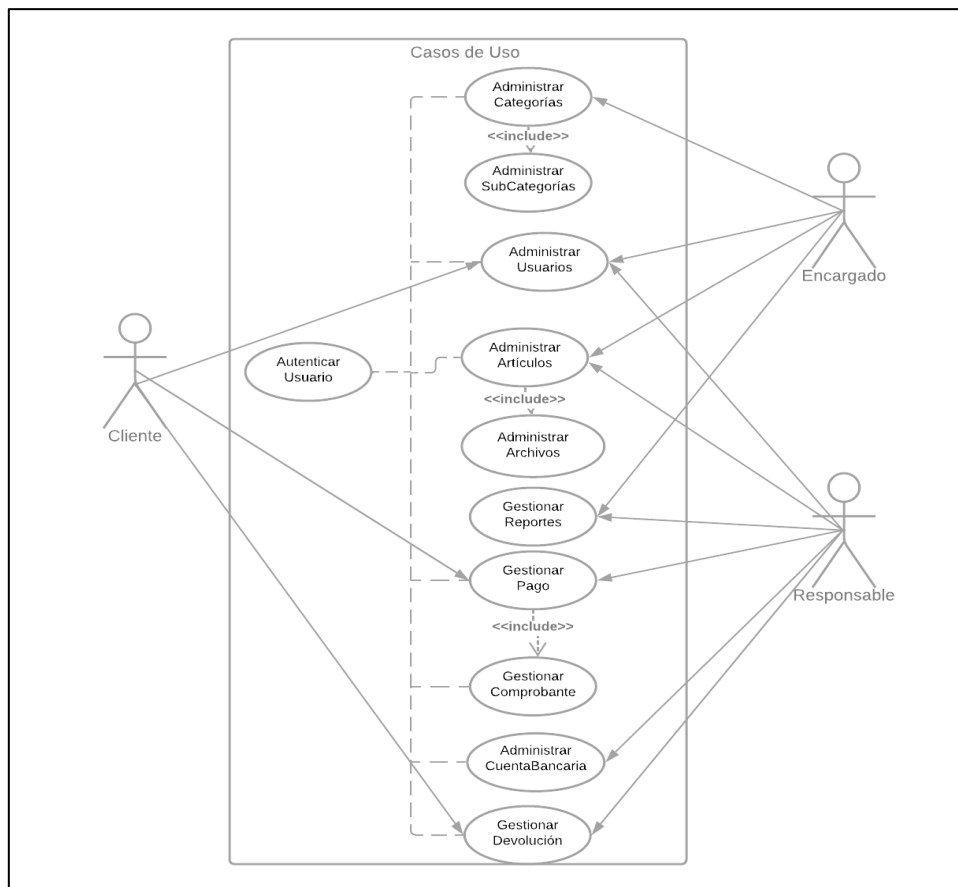 Casos de Uso
Administrar
Categorías
<<include>>
Administrar
SubCategorías
Administrar
Usuarios
Encargado
Autenticar
Usuario
Administrar
Artículos
<<include>>
Cliente
Administrar
Archivos
Gestionar
Reportes
Gestionar
Pago
Responsable
<<include>>
Gestionar
Comprobante
Administrar
CuentaBancaria
Gestionar
Devolución